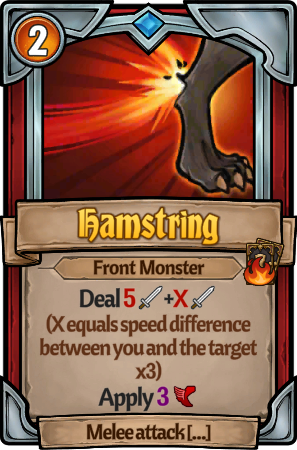 2
Hamstring
Front Monster
Deal 5 +X
(X equals speed difference
between you and the target
x3)
Apply 3
Melee attack [...]